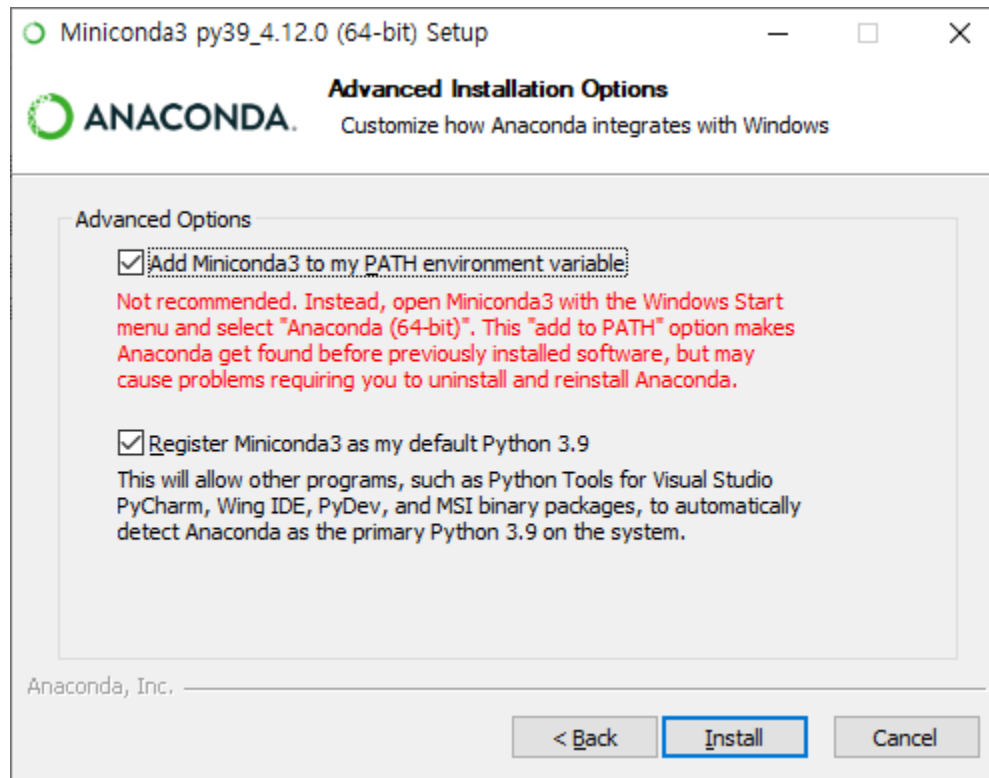 Miniconda3 py39_4.12.0 (64-bit) Setup
ANACONDA.
Advanced Installation Options
Customize how Anaconda integrates with Windows
Advanced Options
Add Miniconda3 to my PATH environment variable
Not recommended. Instead, open Miniconda3 with the Windows Start
menu and select "Anaconda (64-bit)". This "add to PATH" option makes
Anaconda get found before previously installed software, but may
cause problems requiring you to uninstall and reinstall Anaconda.
Register Miniconda3 as my default Python 3.9
This will allow other programs, such as Python Tools for Visual Studio
PyCharm, Wing IDE, PyDev, and MSI binary packages, to automatically
detect Anaconda as the primary Python 3.9 on the system.
Anaconda, Inc.
< Back
Install
Cancel